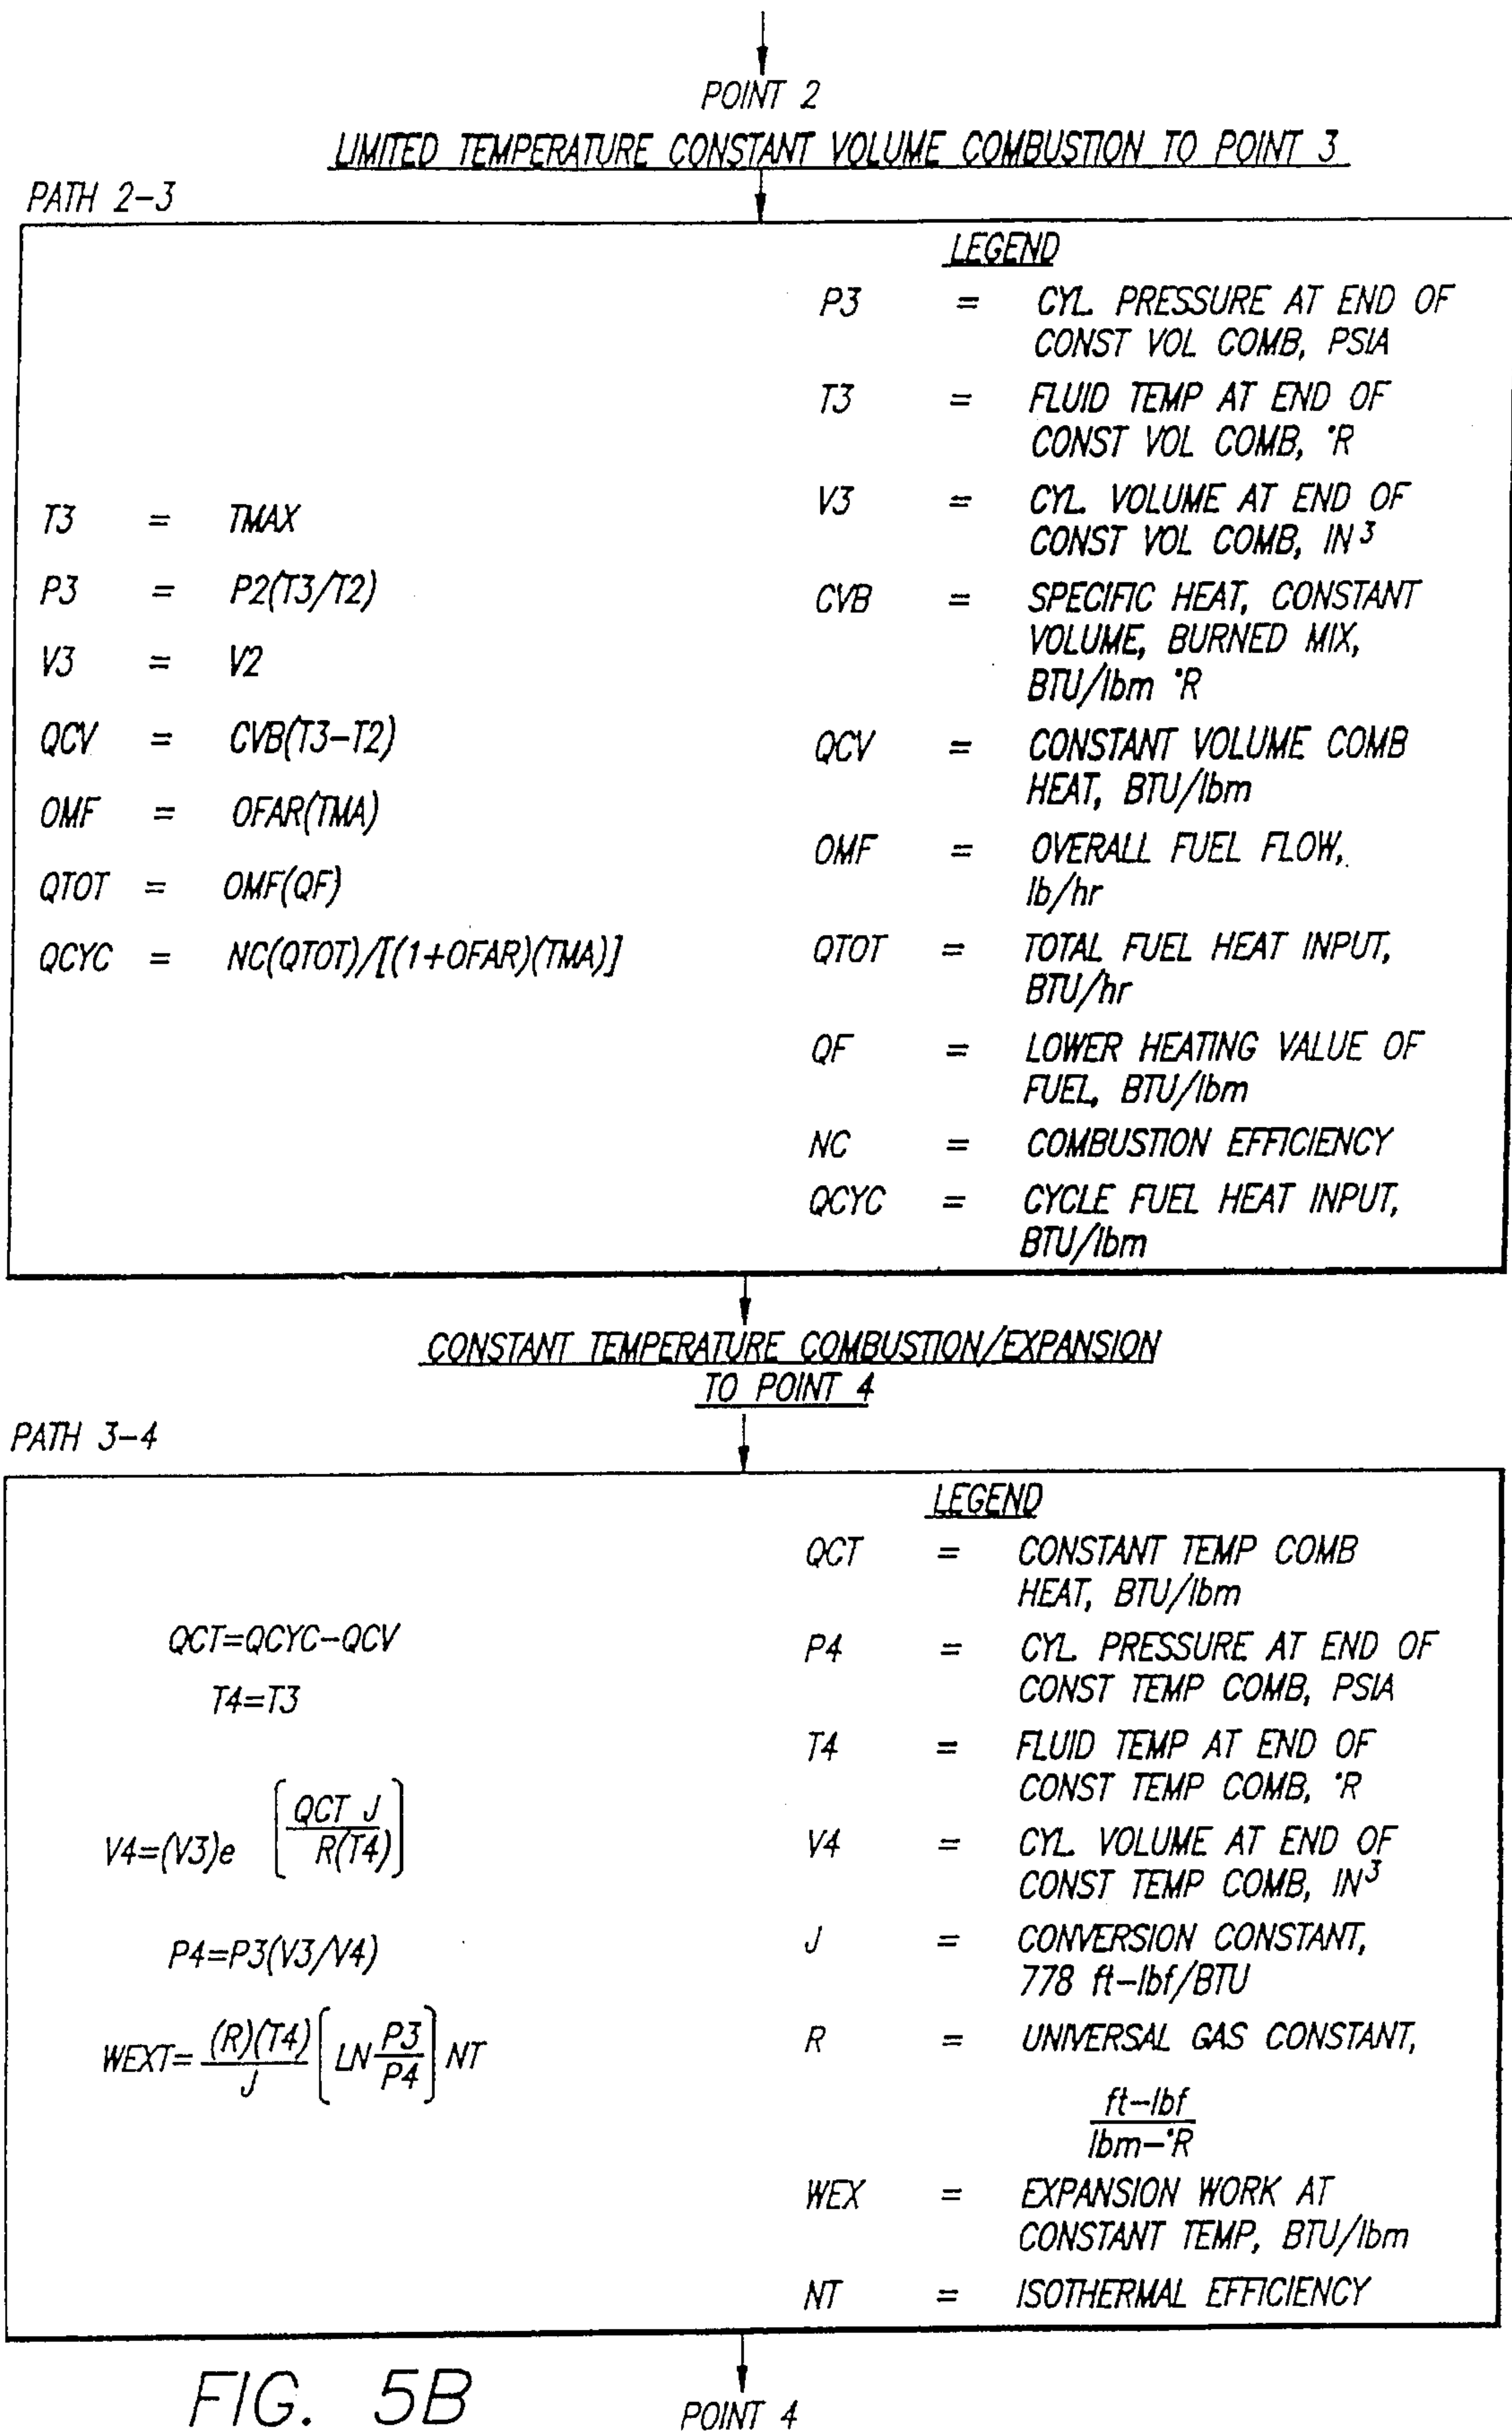 POINT 2
LIMITED TEMPERATURE CONSTANT VOLUME COMBUSTION TO POINT 3
PATH 2-3
T3 = TMAX
P3 = P2(T3/T2)
V3 = V2
QCV = CVB(T3-T2)
OMF = OFAR(TMA)
QTOT = OMF(QF)
QCYC = NC(QTOT)/[(1+OFAR)(TMA)]
LEGEND
P3 = CYL. PRESSURE AT END OF
CONST VOL COMB, PSIA
T3 = FLUID TEMP AT END OF
CONST VOL COMB, °R
V3 = CYL. VOLUME AT END OF
CONST VOL COMB, IN³
CVB = SPECIFIC HEAT, CONSTANT
VOLUME, BURNED MIX,
BTU/lbm °R
QCV = CONSTANT VOLUME COMB
HEAT, BTU/lbm
OMF = OVERALL FUEL FLOW,
lb/hr
QTOT = TOTAL FUEL HEAT INPUT,
BTU/hr
QF = LOWER HEATING VALUE OF
FUEL, BTU/lbm
NC = COMBUSTION EFFICIENCY
QCYC = CYCLE FUEL HEAT INPUT,
BTU/lbm
CONSTANT TEMPERATURE COMBUSTION/EXPANSION
TO POINT 4
PATH 3-4
QCT=QCYC-QCV
T4=T3
V4=(V3)e [QCT J / R(T4)]
P4=P3(V3/V4)
WEXT= (R)(T4)/J [LN P3/P4] NT
LEGEND
QCT = CONSTANT TEMP COMB
HEAT, BTU/lbm
P4 = CYL. PRESSURE AT END OF
CONST TEMP COMB, PSIA
T4 = FLUID TEMP AT END OF
CONST TEMP COMB, °R
V4 = CYL. VOLUME AT END OF
CONST TEMP COMB, IN³
J = CONVERSION CONSTANT,
778 ft-lbf/BTU
R = UNIVERSAL GAS CONSTANT,
ft-lbf
lbm-°R
WEX = EXPANSION WORK AT
CONSTANT TEMP, BTU/lbm
NT = ISOTHERMAL EFFICIENCY
FIG. 5B
POINT 4